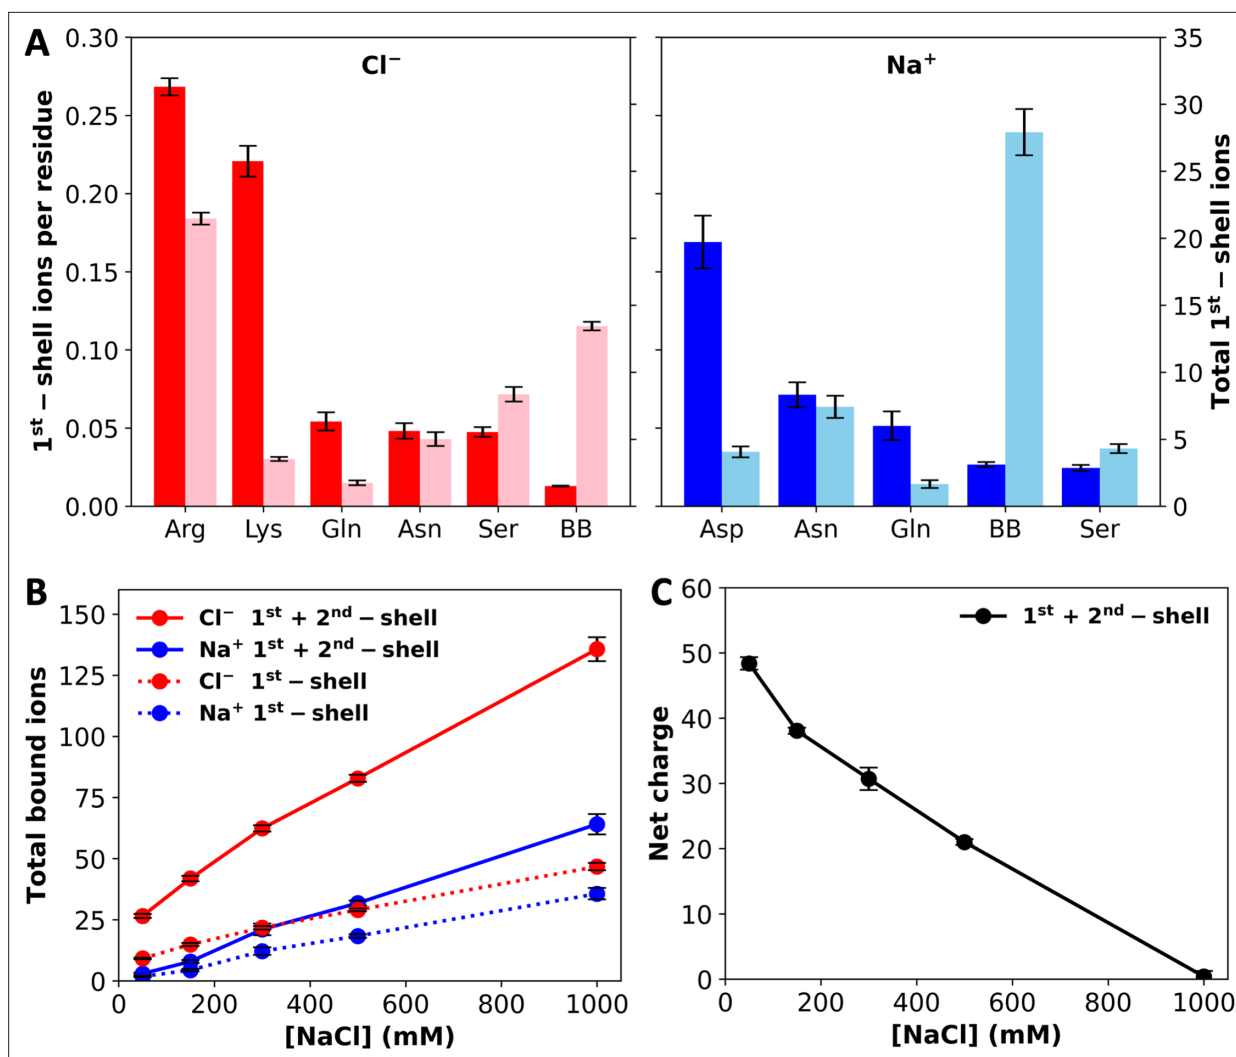 A
Cl⁻
Na⁺
1ˢᵗ – shell ions per residue
0.30
0.25
0.20
0.15
0.10
0.05
0.00
Arg Lys Gln Asn Ser BB
35
30
25
20
15
10
5
0
Total 1ˢᵗ – shell ions
Asp Asn Gln BB Ser
B
Cl⁻ 1ˢᵗ + 2ⁿᵈ – shell
Na⁺ 1ˢᵗ + 2ⁿᵈ – shell
Cl⁻ 1ˢᵗ – shell
Na⁺ 1ˢᵗ – shell
Total bound ions
150
125
100
75
50
25
0
0 200 400 600 800 1000
[NaCl] (mM)
C
1ˢᵗ + 2ⁿᵈ – shell
Net charge
60
50
40
30
20
10
0
0 200 400 600 800 1000
[NaCl] (mM)